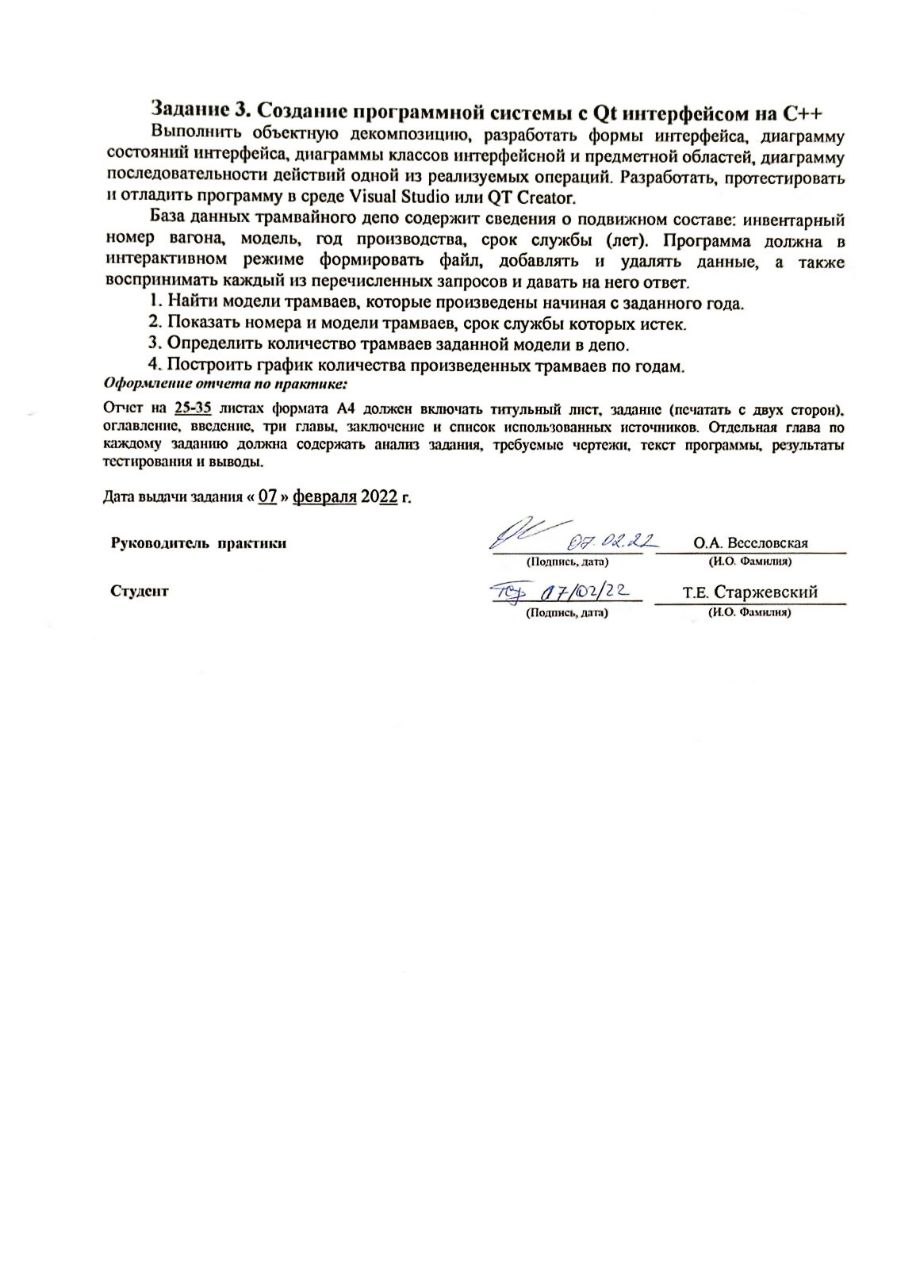 Задание 3. Создание программной системы с Qt интерфейсом на C++
Выполнить объектную декомпозицию, разработать формы интерфейса, диаграмму
состояний интерфейса, диаграммы классов интерфейсной и предметной областей, диаграмму
последовательности действий одной из реализуемых операций. Разработать, протестировать
и отладить программу в среде Visual Studio или QT Creator.
База данных трамвайного депо содержит сведения о подвижном составе: инвентарный
номер вагона, модель, год производства, срок службы (лет). Программа должна в
интерактивном режиме формировать файл, добавлять и удалять данные, а также
воспринимать каждый из перечисленных запросов и давать на него ответ.
1. Найти модели трамваев, которые произведены начиная с заданного года.
2. Показать номера и модели трамваев, срок службы которых истек.
3. Определить количество трамваев заданной модели в депо.
4. Построить график количества произведенных трамваев по годам.
Оформление отчета по практике:
Отчет на 25-35 листах формата А4 должен включать титульный лист, задание (печатать с двух сторон),
оглавление, введение, три главы, заключение и список использованных источников. Отдельная глава по
каждому заданию должна содержать анализ задания, требуемые чертежи, текст программы, результаты
тестирования и выводы.
Дата выдачи задания « 07 » февраля 2022 г.
Руководитель практики 07.02.22 О.А. Веселовская
(Подпись, дата) (И.О. Фамилия)
Студент 07/02/22 Т.Е. Старжевский
(Подпись, дата) (И.О. Фамилия)